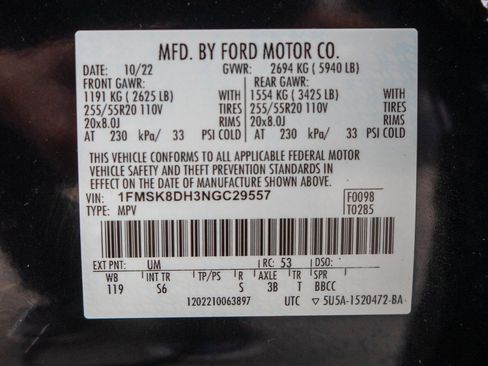 MFD. BY FORD MOTOR CO.
DATE: 10/22 GVWR: 2694 KG ( 5940 LB)
FRONT GAWR: REAR GAWR:
1191 KG ( 2625 LB) WITH 1554 KG ( 3425 LB) WITH
255/55R20 110V TIRES 255/55R20 110V TIRES
20x8.0J RIMS 20x8.0J RIMS
AT 230 kPa/ 33 PSI COLD AT 230 kPa/ 33 PSI COLD
THIS VEHICLE CONFORMS TO ALL APPLICABLE FEDERAL MOTOR
VEHICLE SAFETY AND THEFT PREVENTION STANDARDS IN
EFFECT ON THE DATE OF MANUFACTURE SHOWN ABOVE.
VIN: 1FMSK8DH3NGC29557 F0098
TYPE: MPV T0285
EXT PNT: UM RC: 53 DSO:
WB INT TR TP/PS R AXLE TR SPR
119 S6 S 3B T BBCC
1202210063897 UTC ▽ 5U5A-1520472-BA